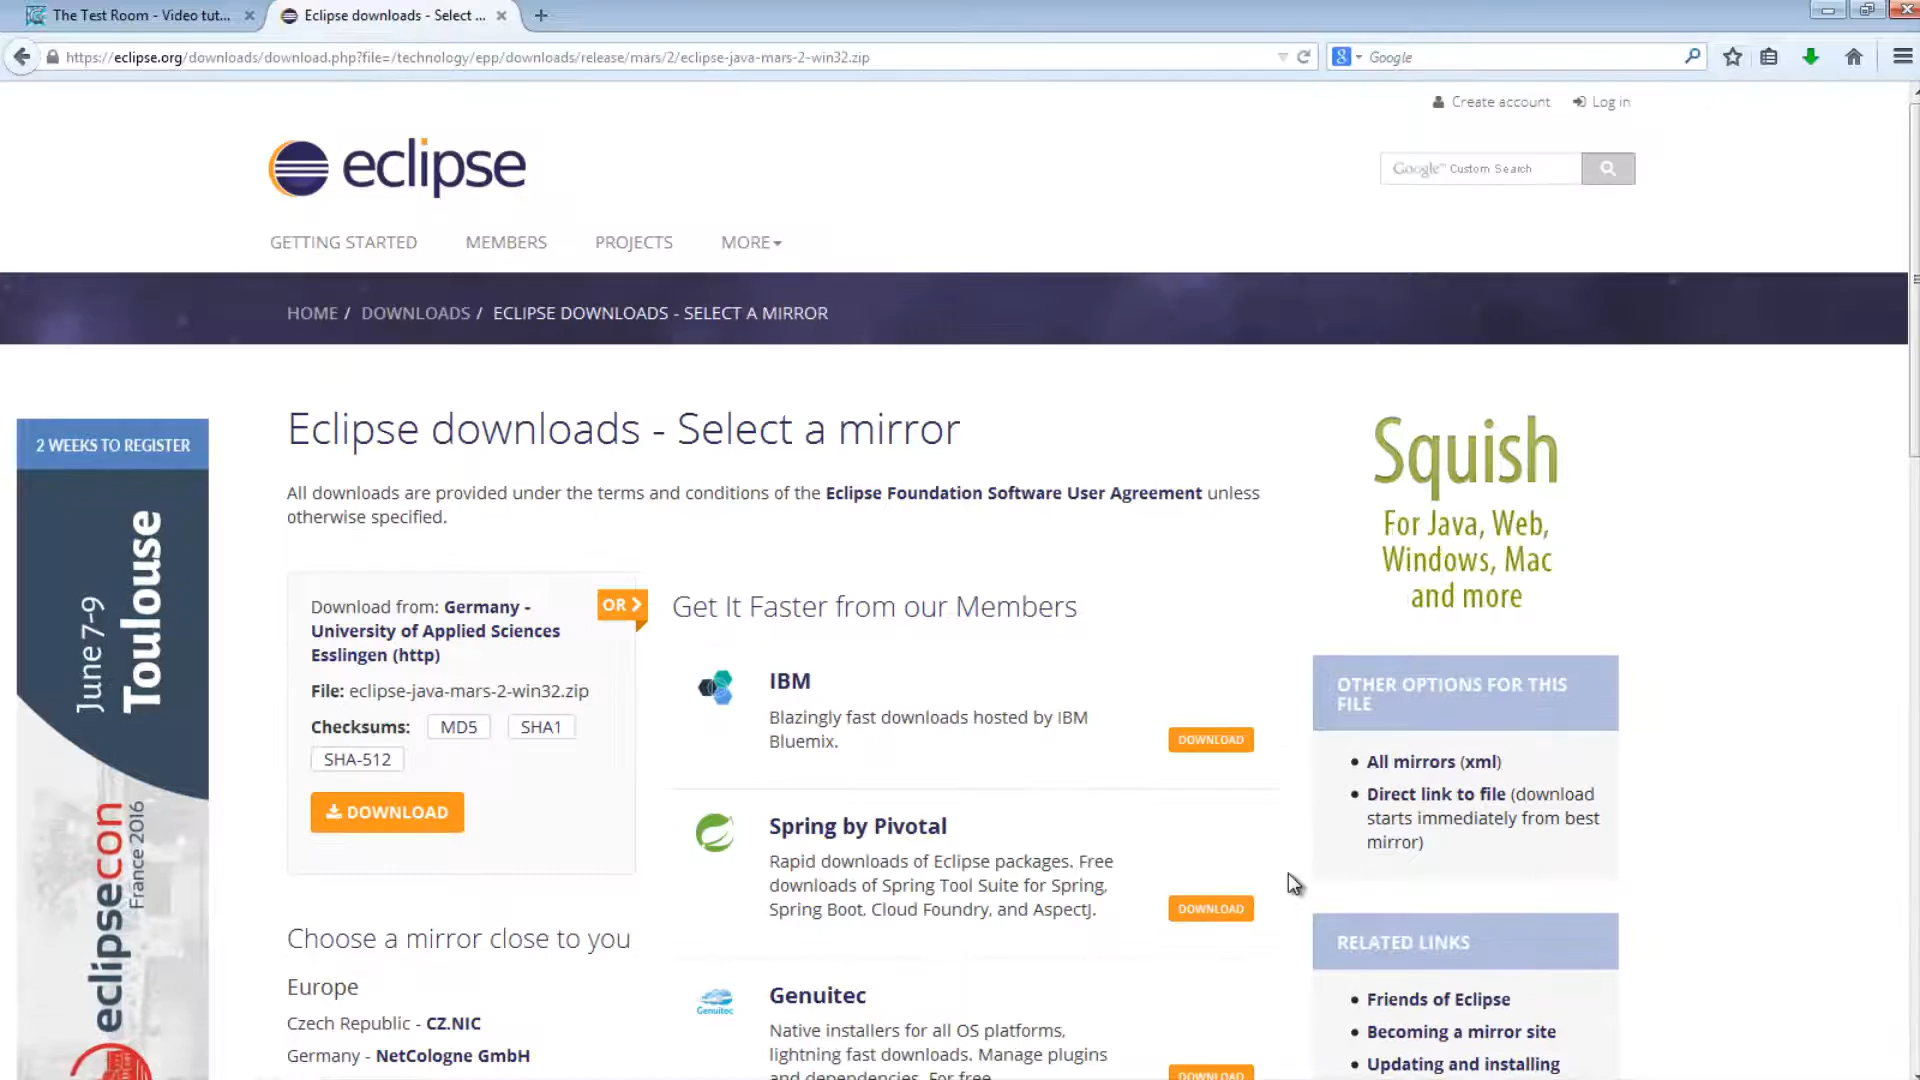 The Test Room - Video tut...
Eclipse downloads - Select ...
https://eclipse.org/downloads/download.php?file=/technology/epp/downloads/release/mars/2/eclipse-java-mars-2-win32.zip
Google
Create account
Log in
eclipse
Google™ Custom Search
GETTING STARTED
MEMBERS
PROJECTS
MORE
HOME / DOWNLOADS / ECLIPSE DOWNLOADS - SELECT A MIRROR
2 WEEKS TO REGISTER
June 7-9
Toulouse
eclipsecon
France 2016
Eclipse downloads - Select a mirror
All downloads are provided under the terms and conditions of the Eclipse Foundation Software User Agreement unless
otherwise specified.
Download from: Germany -
University of Applied Sciences
Esslingen (http)
File: eclipse-java-mars-2-win32.zip
Checksums: MD5 SHA1
SHA-512
DOWNLOAD
OR
Choose a mirror close to you
Europe
Czech Republic - CZ.NIC
Germany - NetCologne GmbH
Get It Faster from our Members
IBM
Blazingly fast downloads hosted by IBM
Bluemix.
DOWNLOAD
Spring by Pivotal
Rapid downloads of Eclipse packages. Free
downloads of Spring Tool Suite for Spring,
Spring Boot, Cloud Foundry, and AspectJ.
DOWNLOAD
Genuitec
Genuitec
Native installers for all OS platforms,
lightning fast downloads. Manage plugins
and dependencies. For free.
DOWNLOAD
Squish
For Java, Web,
Windows, Mac
and more
OTHER OPTIONS FOR THIS
FILE
All mirrors (xml)
Direct link to file (download
starts immediately from best
mirror)
RELATED LINKS
Friends of Eclipse
Becoming a mirror site
Updating and installing